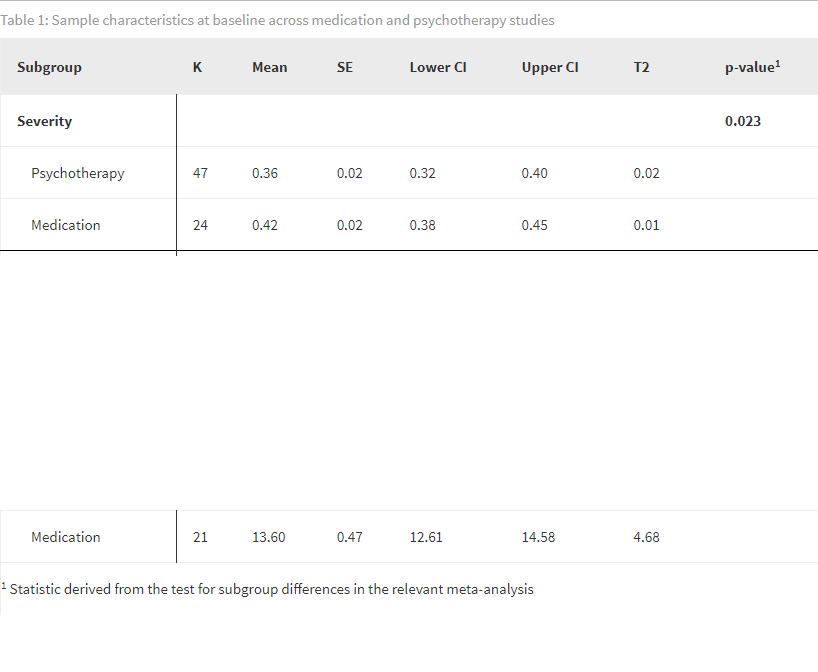 Table 1: Sample characteristics at baseline across medication and psychotherapy studies
Subgroup K Mean SE Lower CI Upper CI T2 p-value¹
Severity 0.023
Psychotherapy 47 0.36 0.02 0.32 0.40 0.02
Medication 24 0.42 0.02 0.38 0.45 0.01
Medication 21 13.60 0.47 12.61 14.58 4.68
¹ Statistic derived from the test for subgroup differences in the relevant meta-analysis